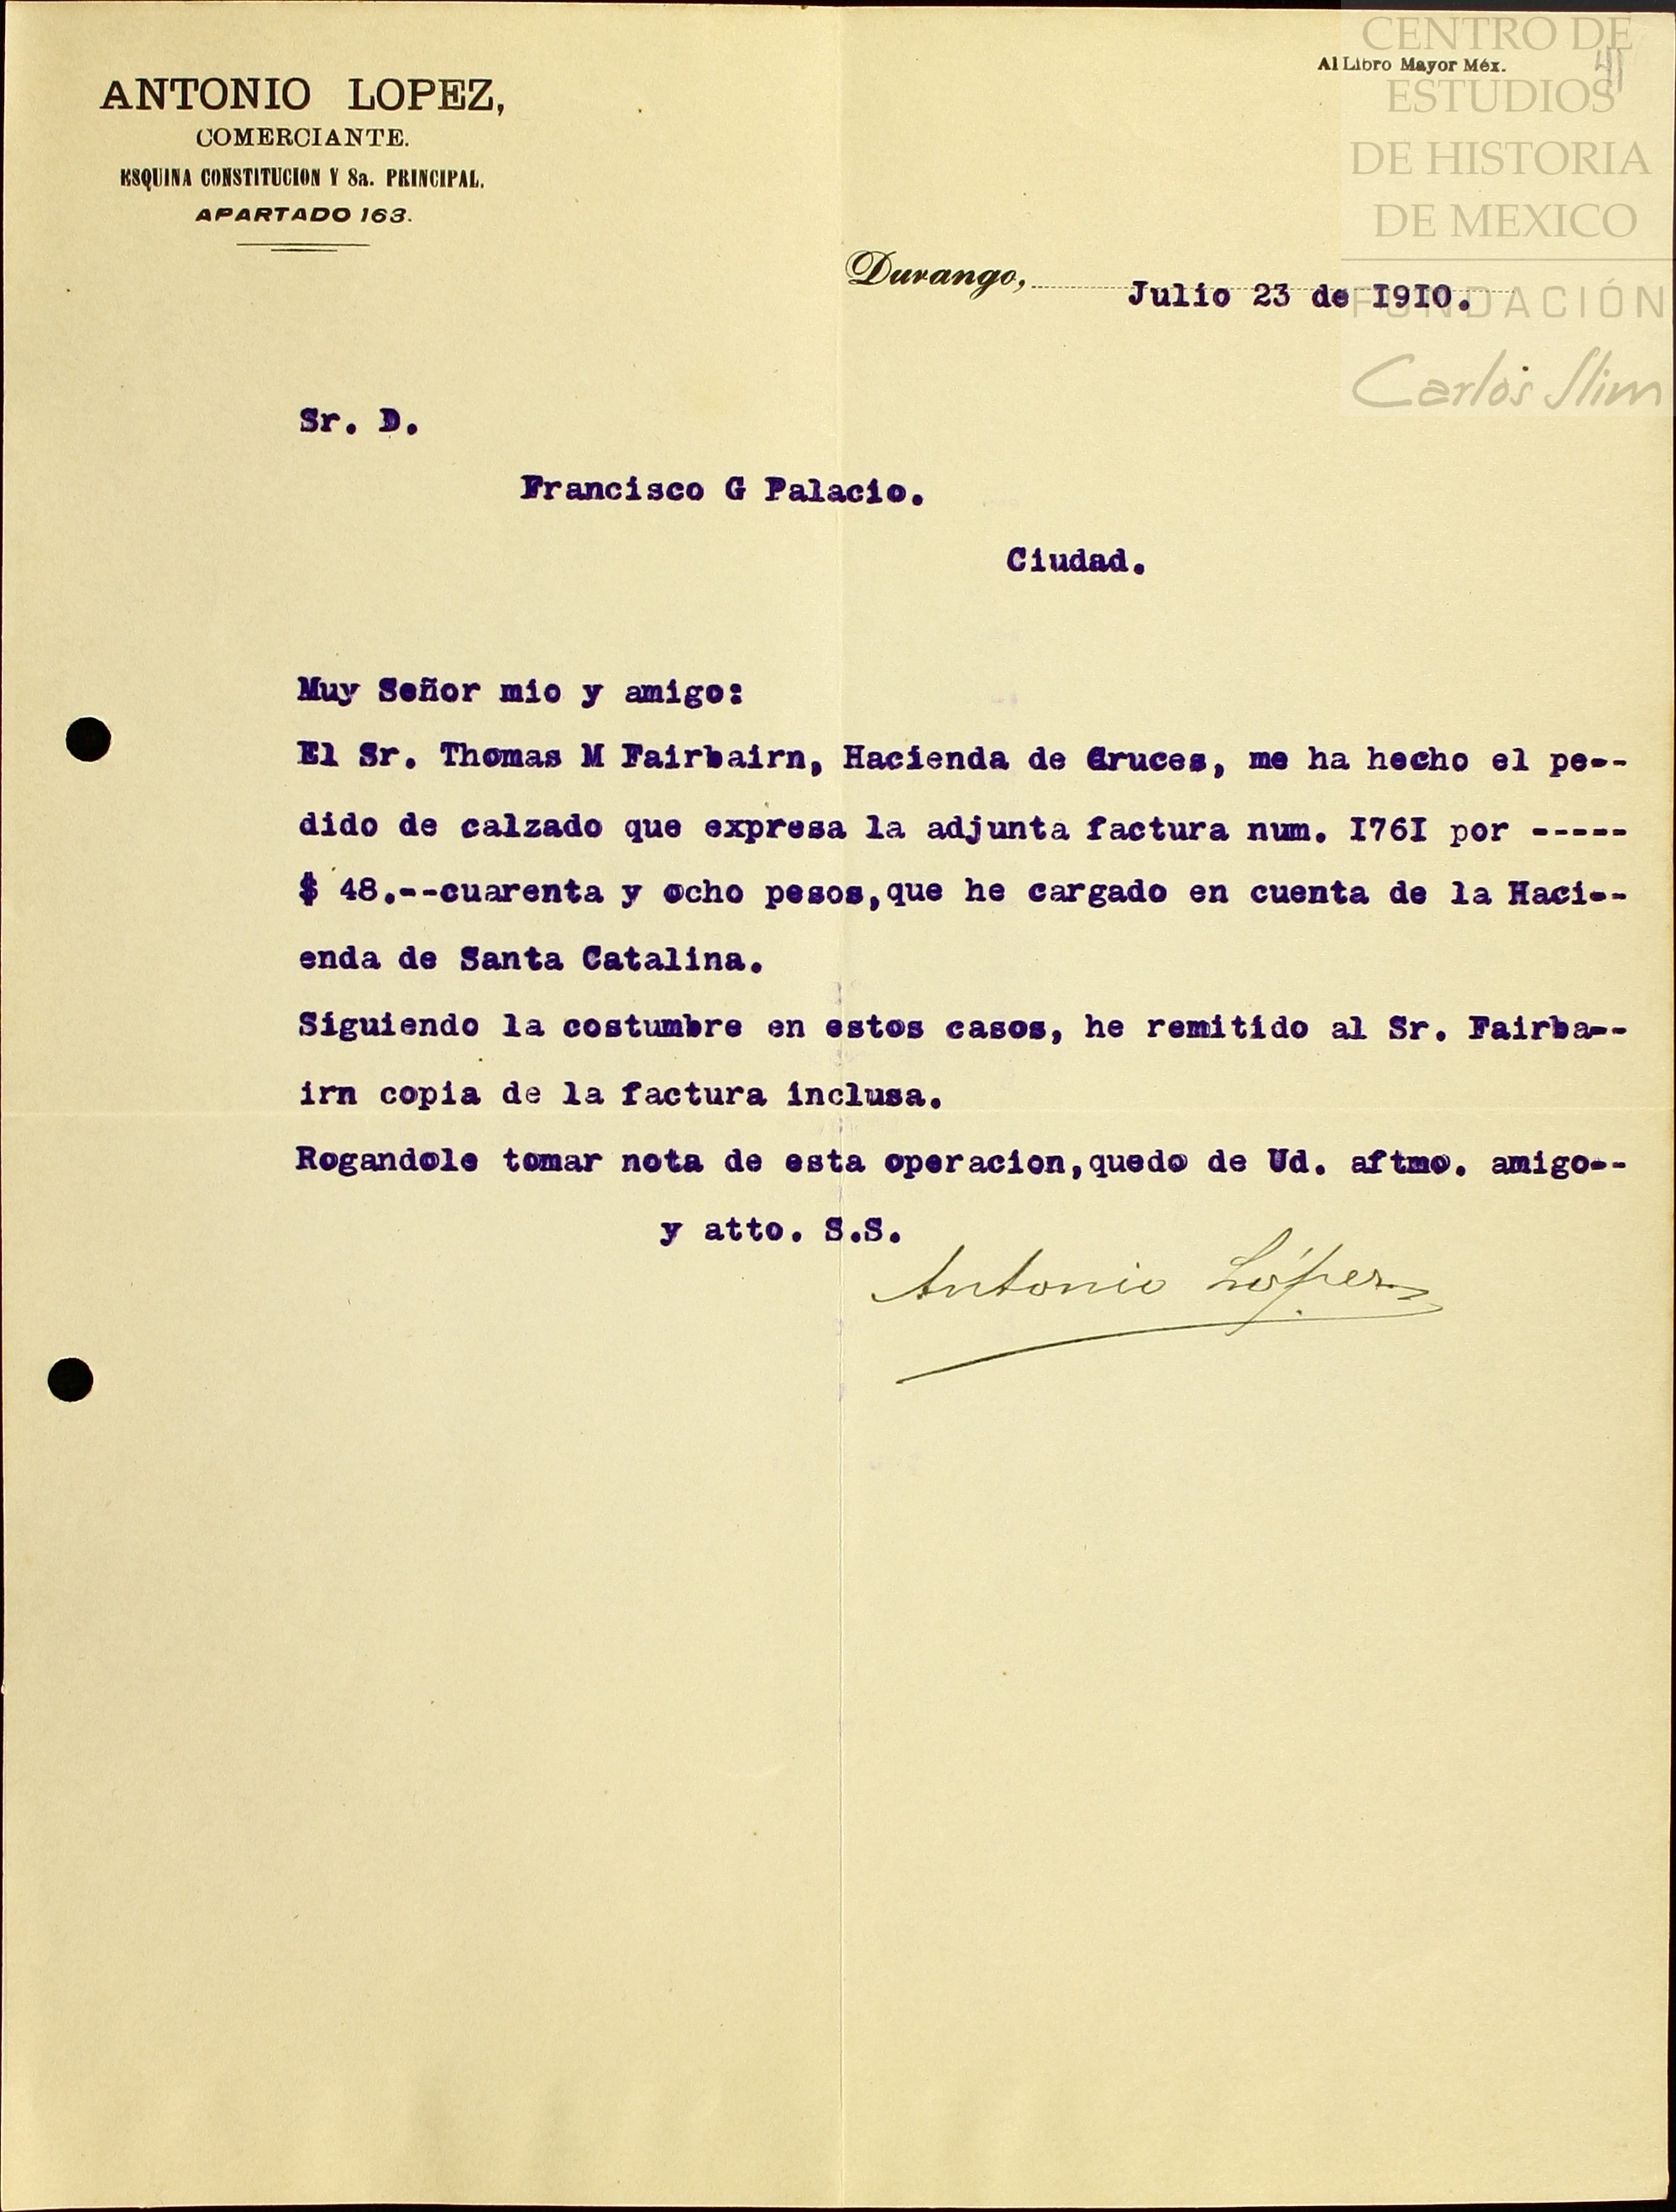 ANTONIO LOPEZ,
COMERCIANTE.
ESQUINA CONSTITUCION Y 8a. PRINCIPAL.
APARTADO 163.
Al Libro Mayor Méx.
41
CENTRO DE
ESTUDIOS
DE HISTORIA
DE MEXICO
FUNDACIÓN
Carlos Slim
Durango, Julio 23 de I9I0.
Sr. D.
Francisco G Palacio.
Ciudad.
Muy Señor mio y amigo:
El Sr. Thomas M Fairbairn, Hacienda de Cruces, me ha hecho el pe--
dido de calzado que expresa la adjunta factura num. I76I por -----
$ 48.--cuarenta y ocho pesos,que he cargado en cuenta de la Haci--
enda de Santa Catalina.
Siguiendo la costumbre en estos casos, he remitido al Sr. Fairba--
irn copia de la factura inclusa.
Rogandole tomar nota de esta operacion,quedo de Ud. aftmo. amigo--
y atto. S.S.
Antonio López